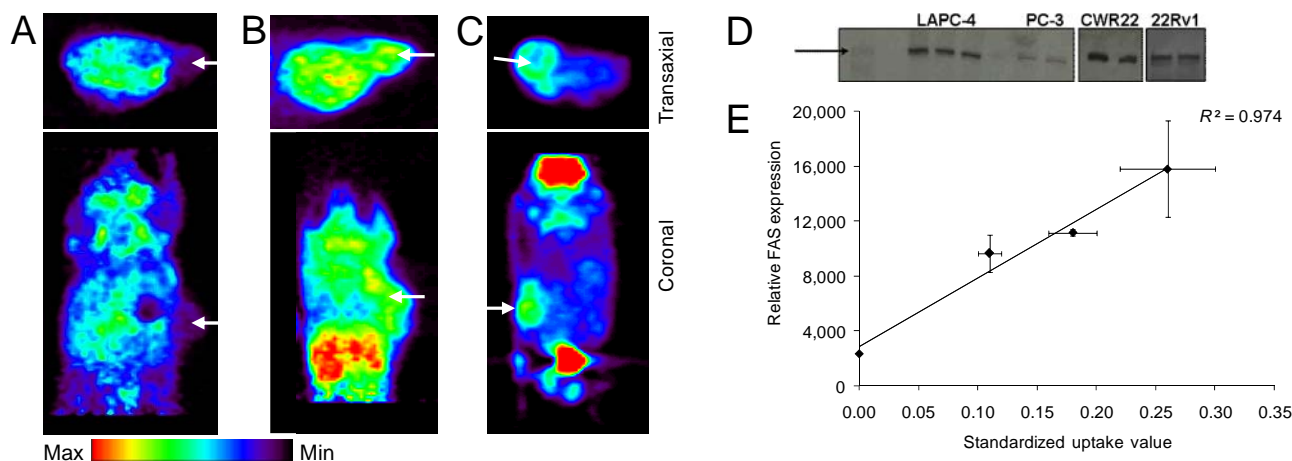 A
B
C
Transaxial
Coronal
Max
Min
D
LAPC-4 PC-3 CWR22 22Rv1
E
R² = 0.974
Relative FAS expression
20,000
16,000
12,000
8,000
4,000
0
0.00 0.05 0.10 0.15 0.20 0.25 0.30 0.35
Standardized uptake value